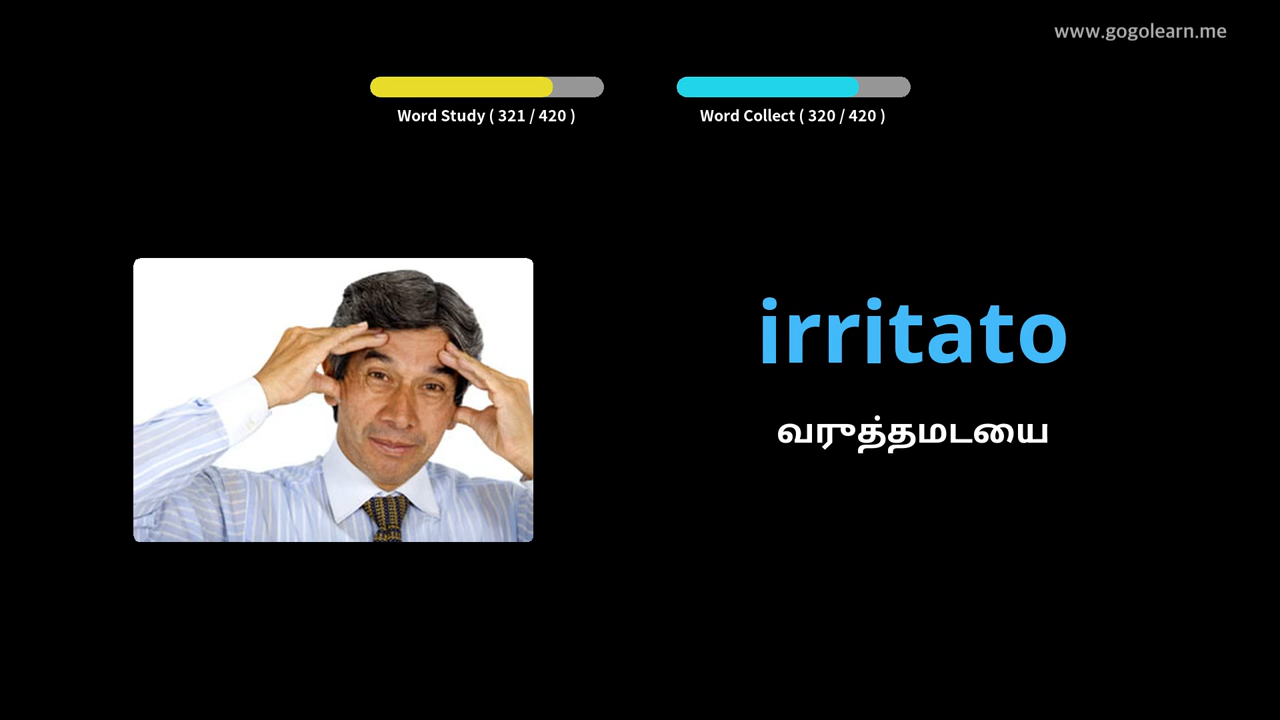 www.gogolearn.me
Word Study ( 321 / 420 )
Word Collect ( 320 / 420 )
irritato
வருத்தமடயை